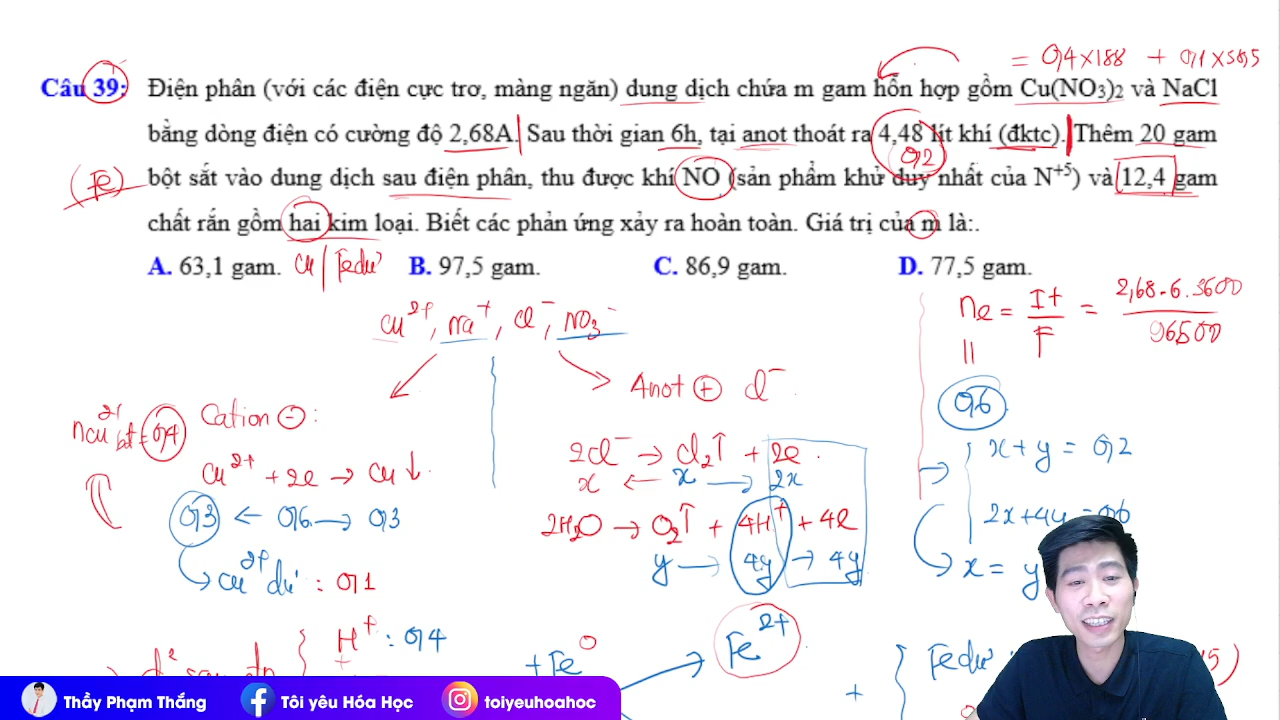 = 0,4×188 + 0,1×58,5
Câu 39: Điện phân (với các điện cực trơ, màng ngăn) dung dịch chứa m gam hỗn hợp gồm Cu(NO3)2 và NaCl
bằng dòng điện có cường độ 2,68A. Sau thời gian 6h, tại anot thoát ra 4,48 lít khí (đktc). Thêm 20 gam
0,2
(Fe)
bột sắt vào dung dịch sau điện phân, thu được khí NO (sản phẩm khử duy nhất của N+5) và 12,4 gam
chất rắn gồm hai kim loại. Biết các phản ứng xảy ra hoàn toàn. Giá trị của m là:.
A. 63,1 gam. B. 97,5 gam. C. 86,9 gam. D. 77,5 gam.
Cu | Fe dư
Cu2+, Na+, Cl-, NO3-
ne = It/F = 2,68.6.3600/96500
||
0,6
nCu2+ bđ = 0,4
Cation ⊖:
Anot ⊕ Cl-
Cu2+ + 2e → Cu↓
0,3 ← 0,6 → 0,3
Cu2+ dư : 0,1
2Cl- → Cl2↑ + 2e
x ← x → 2x
2H2O → O2↑ + 4H+ + 4e
y → 4y → 4y
x + y = 0,2
2x + 4y = 0,6
x = y
H+ : 0,4
+ Fe0
Fe2+
+
Fe dư
Thầy Phạm Thắng
Tôi yêu Hóa Học
toiyeuhoahoc